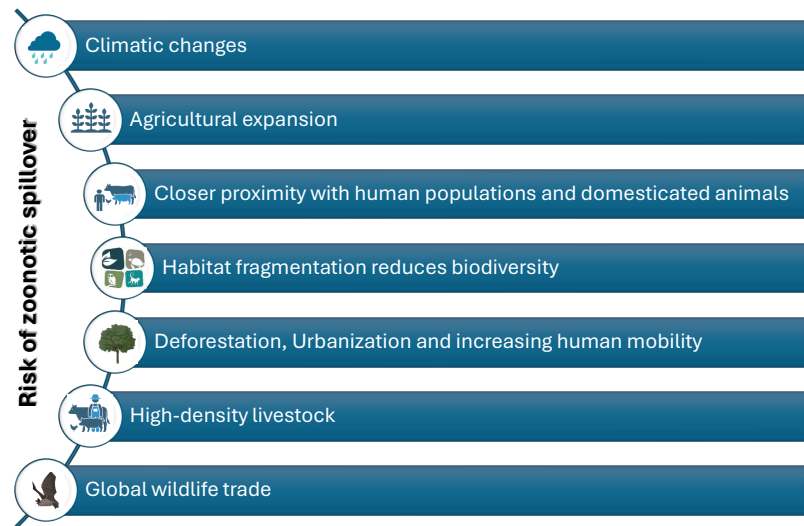 Risk of zoonotic spillover
Climatic changes
Agricultural expansion
Closer proximity with human populations and domesticated animals
Habitat fragmentation reduces biodiversity
Deforestation, Urbanization and increasing human mobility
High-density livestock
Global wildlife trade